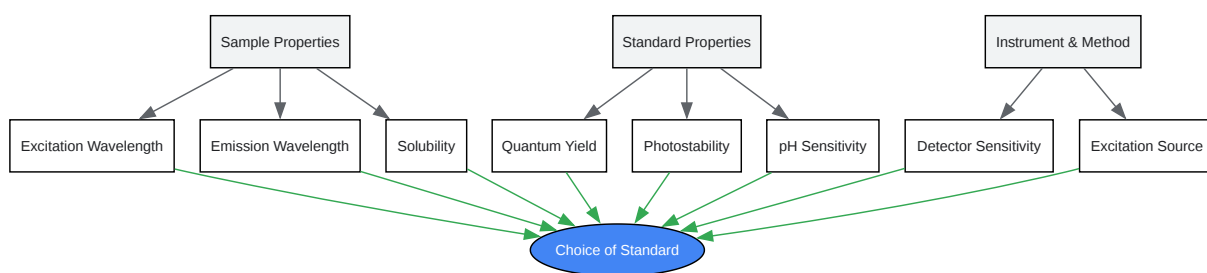 Sample Properties
Standard Properties
Instrument & Method
Excitation Wavelength
Emission Wavelength
Solubility
Quantum Yield
Photostability
pH Sensitivity
Detector Sensitivity
Excitation Source
Choice of Standard